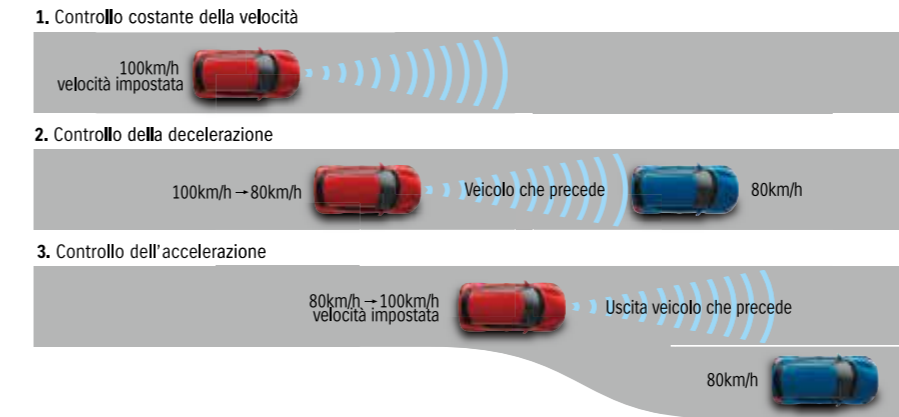 1. Controllo costante della velocità
100km/h
velocità impostata
2. Controllo della decelerazione
100km/h→80km/h
Veicolo che precede
80km/h
3. Controllo dell'accelerazione
80km/h→100km/h
velocità impostata
Uscita veicolo che precede
80km/h